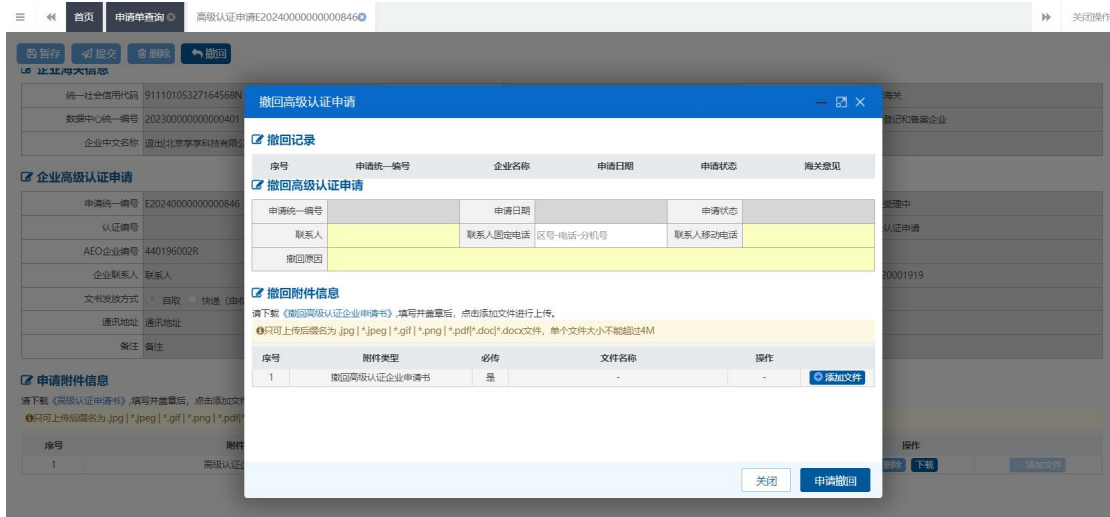 首页 申请单查询 高级认证申请E20240000000000846 关闭操作
暂存 提交 删除 撤回
企业海关信息
统一社会信用代码 91110105327164568N 海关
数据中心统一编号 202300000000000401 登记和备案企业
企业中文名称 退出|北京享享科技有限公
企业高级认证申请
申请统一编号 E20240000000000846 受理中
认证编号 认证申请
AEO企业编号 440196002R
企业联系人 联系人 20001919
文书发放方式 自取 快递 (由收
通讯地址 通讯地址
备注 备注
申请附件信息
请下载《高级认证申请书》,填写并盖章后，点击添加文件
只可上传后缀名为 .jpg | *.jpeg | *.gif | *.png | *.pdf|*
序号 附件 操作
1 高级认证企 删除 下载 添加文件
撤回高级认证申请
撤回记录
序号 申请统一编号 企业名称 申请日期 申请状态 海关意见
撤回高级认证申请
申请统一编号 申请日期 申请状态
联系人 联系人固定电话 区号-电话-分机号 联系人移动电话
撤回原因
撤回附件信息
请下载《撤回高级认证企业申请书》,填写并盖章后，点击添加文件进行上传。
只可上传后缀名为 .jpg | *.jpeg | *.gif | *.png | *.pdf|*.doc|*.docx文件，单个文件大小不能超过4M
序号 附件类型 必传 文件名称 操作
1 撤回高级认证企业申请书 是 - - 添加文件
关闭 申请撤回